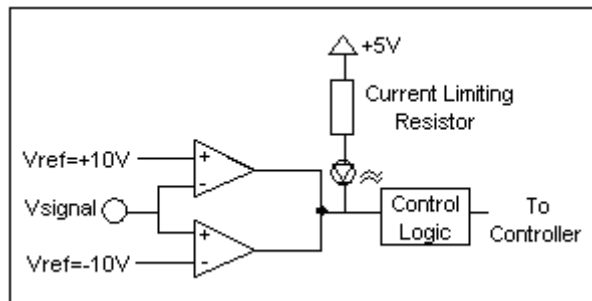 +5V
Current Limiting
Resistor
Vref=+10V
+
-
Vsignal
+
-
Vref=-10V
Control
Logic
To
Controller